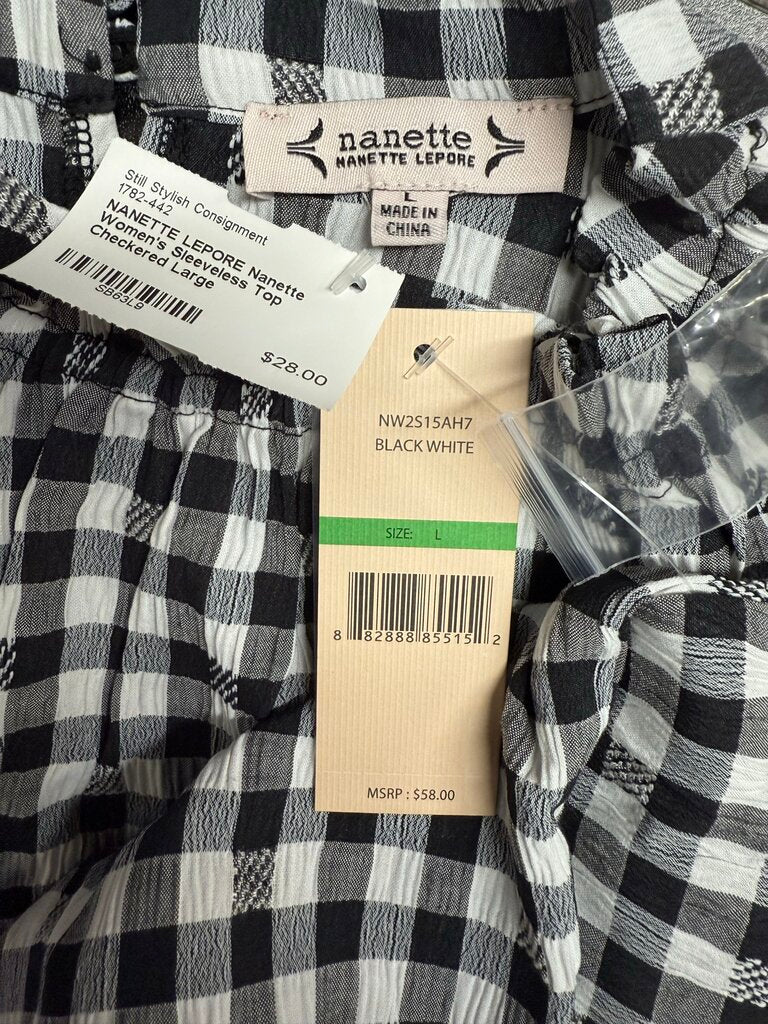 nanette
NANETTE LEPORE
L
MADE IN
CHINA
Still Stylish Consignment
1782-442
NANETTE LEPORE Nanette
Women's Sleeveless Top
Checkered Large
SB63L9
$28.00
NW2S15AH7
BLACK WHITE
SIZE: L
8 82888 85515 2
MSRP : $58.00